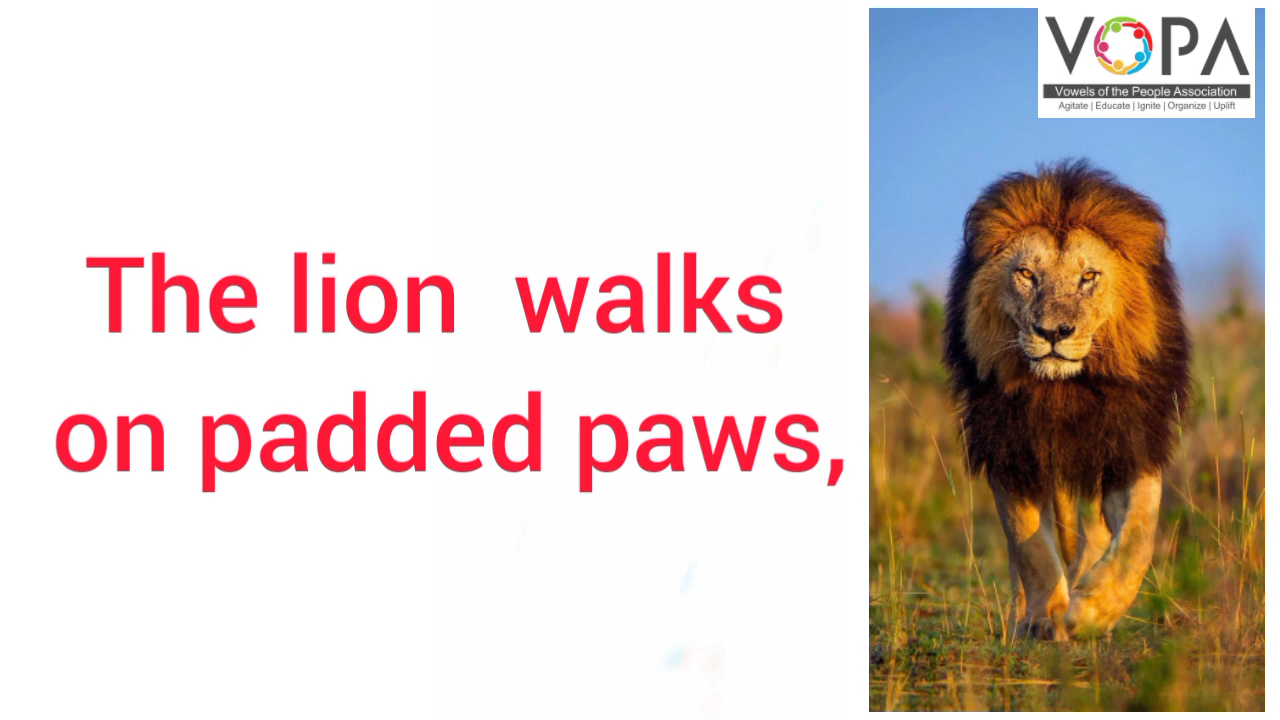 VOPA
Vowels of the People Association
Agitate | Educate | Ignite | Organize | Uplift
The lion walks
on padded paws,